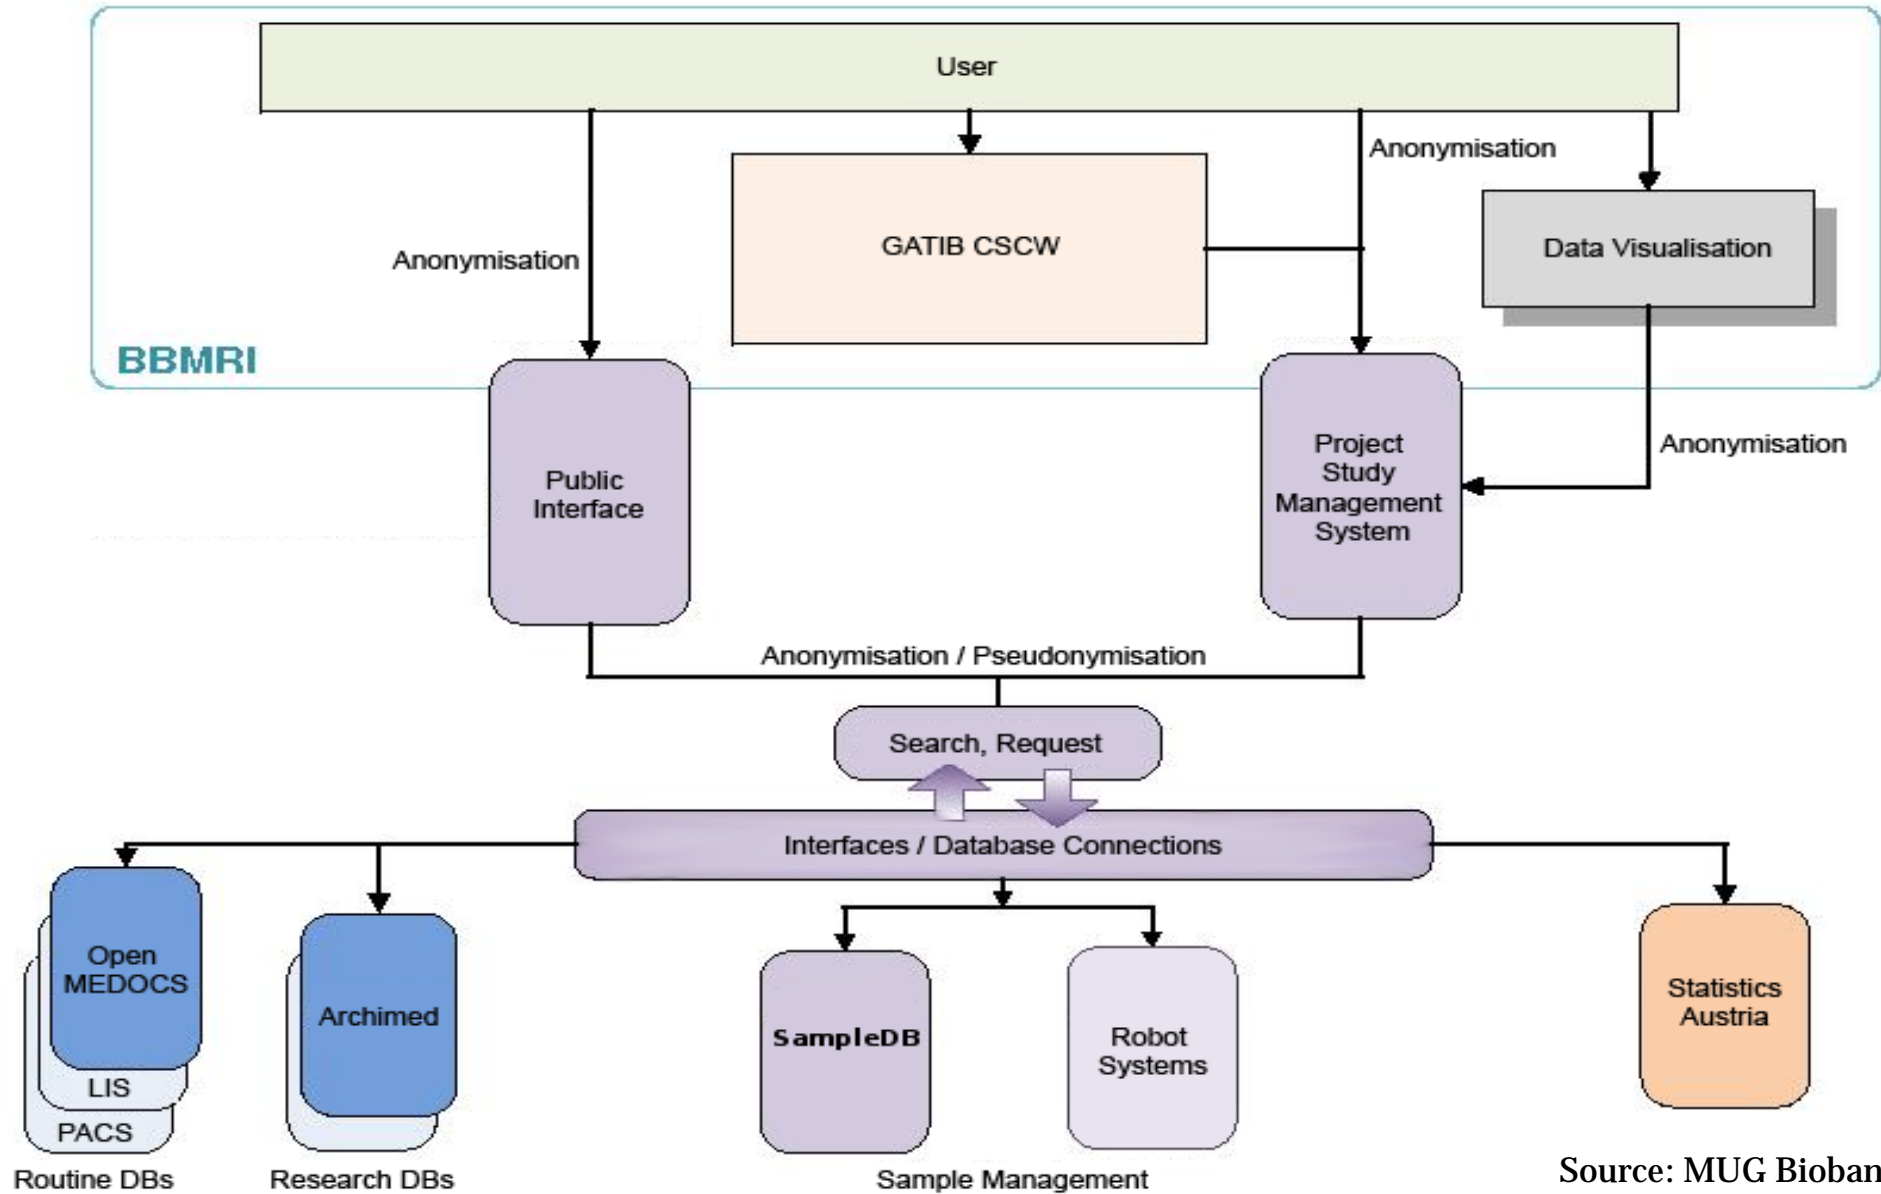 User
Anonymisation
GATIB CSCW
Data Visualisation
Anonymisation
BBMRI
Public
Interface
Project
Study
Management
System
Anonymisation
Anonymisation / Pseudonymisation
Search, Request
Interfaces / Database Connections
Open
MEDOCS
LIS
PACS
Archimed
SampleDB
Robot
Systems
Statistics
Austria
Routine DBs
Research DBs
Sample Management
Source: MUG Bioban